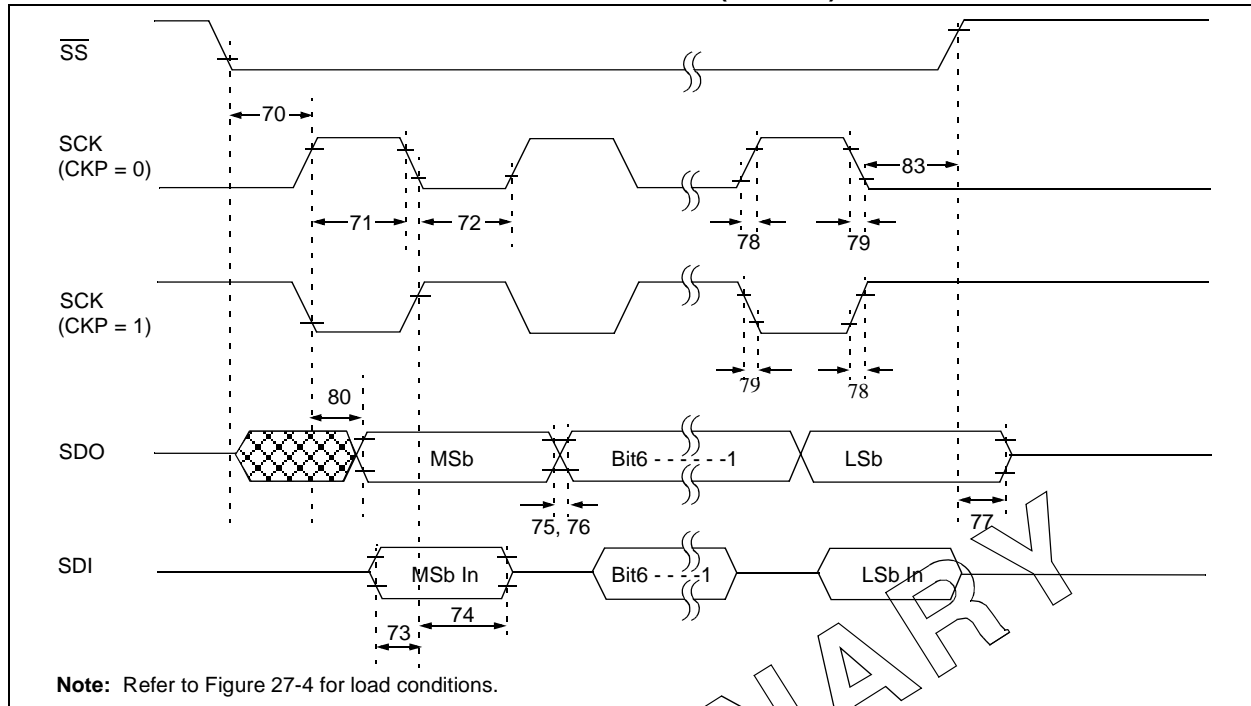 SS
70
SCK
(CKP = 0)
83
71
72
78
79
SCK
(CKP = 1)
79
78
80
SDO
MSb
Bit6 - - - - - -1
LSb
75, 76
77
SDI
MSb In
Bit6 - - - -1
LSb In
74
73
Note: Refer to Figure 27-4 for load conditions.
NARY